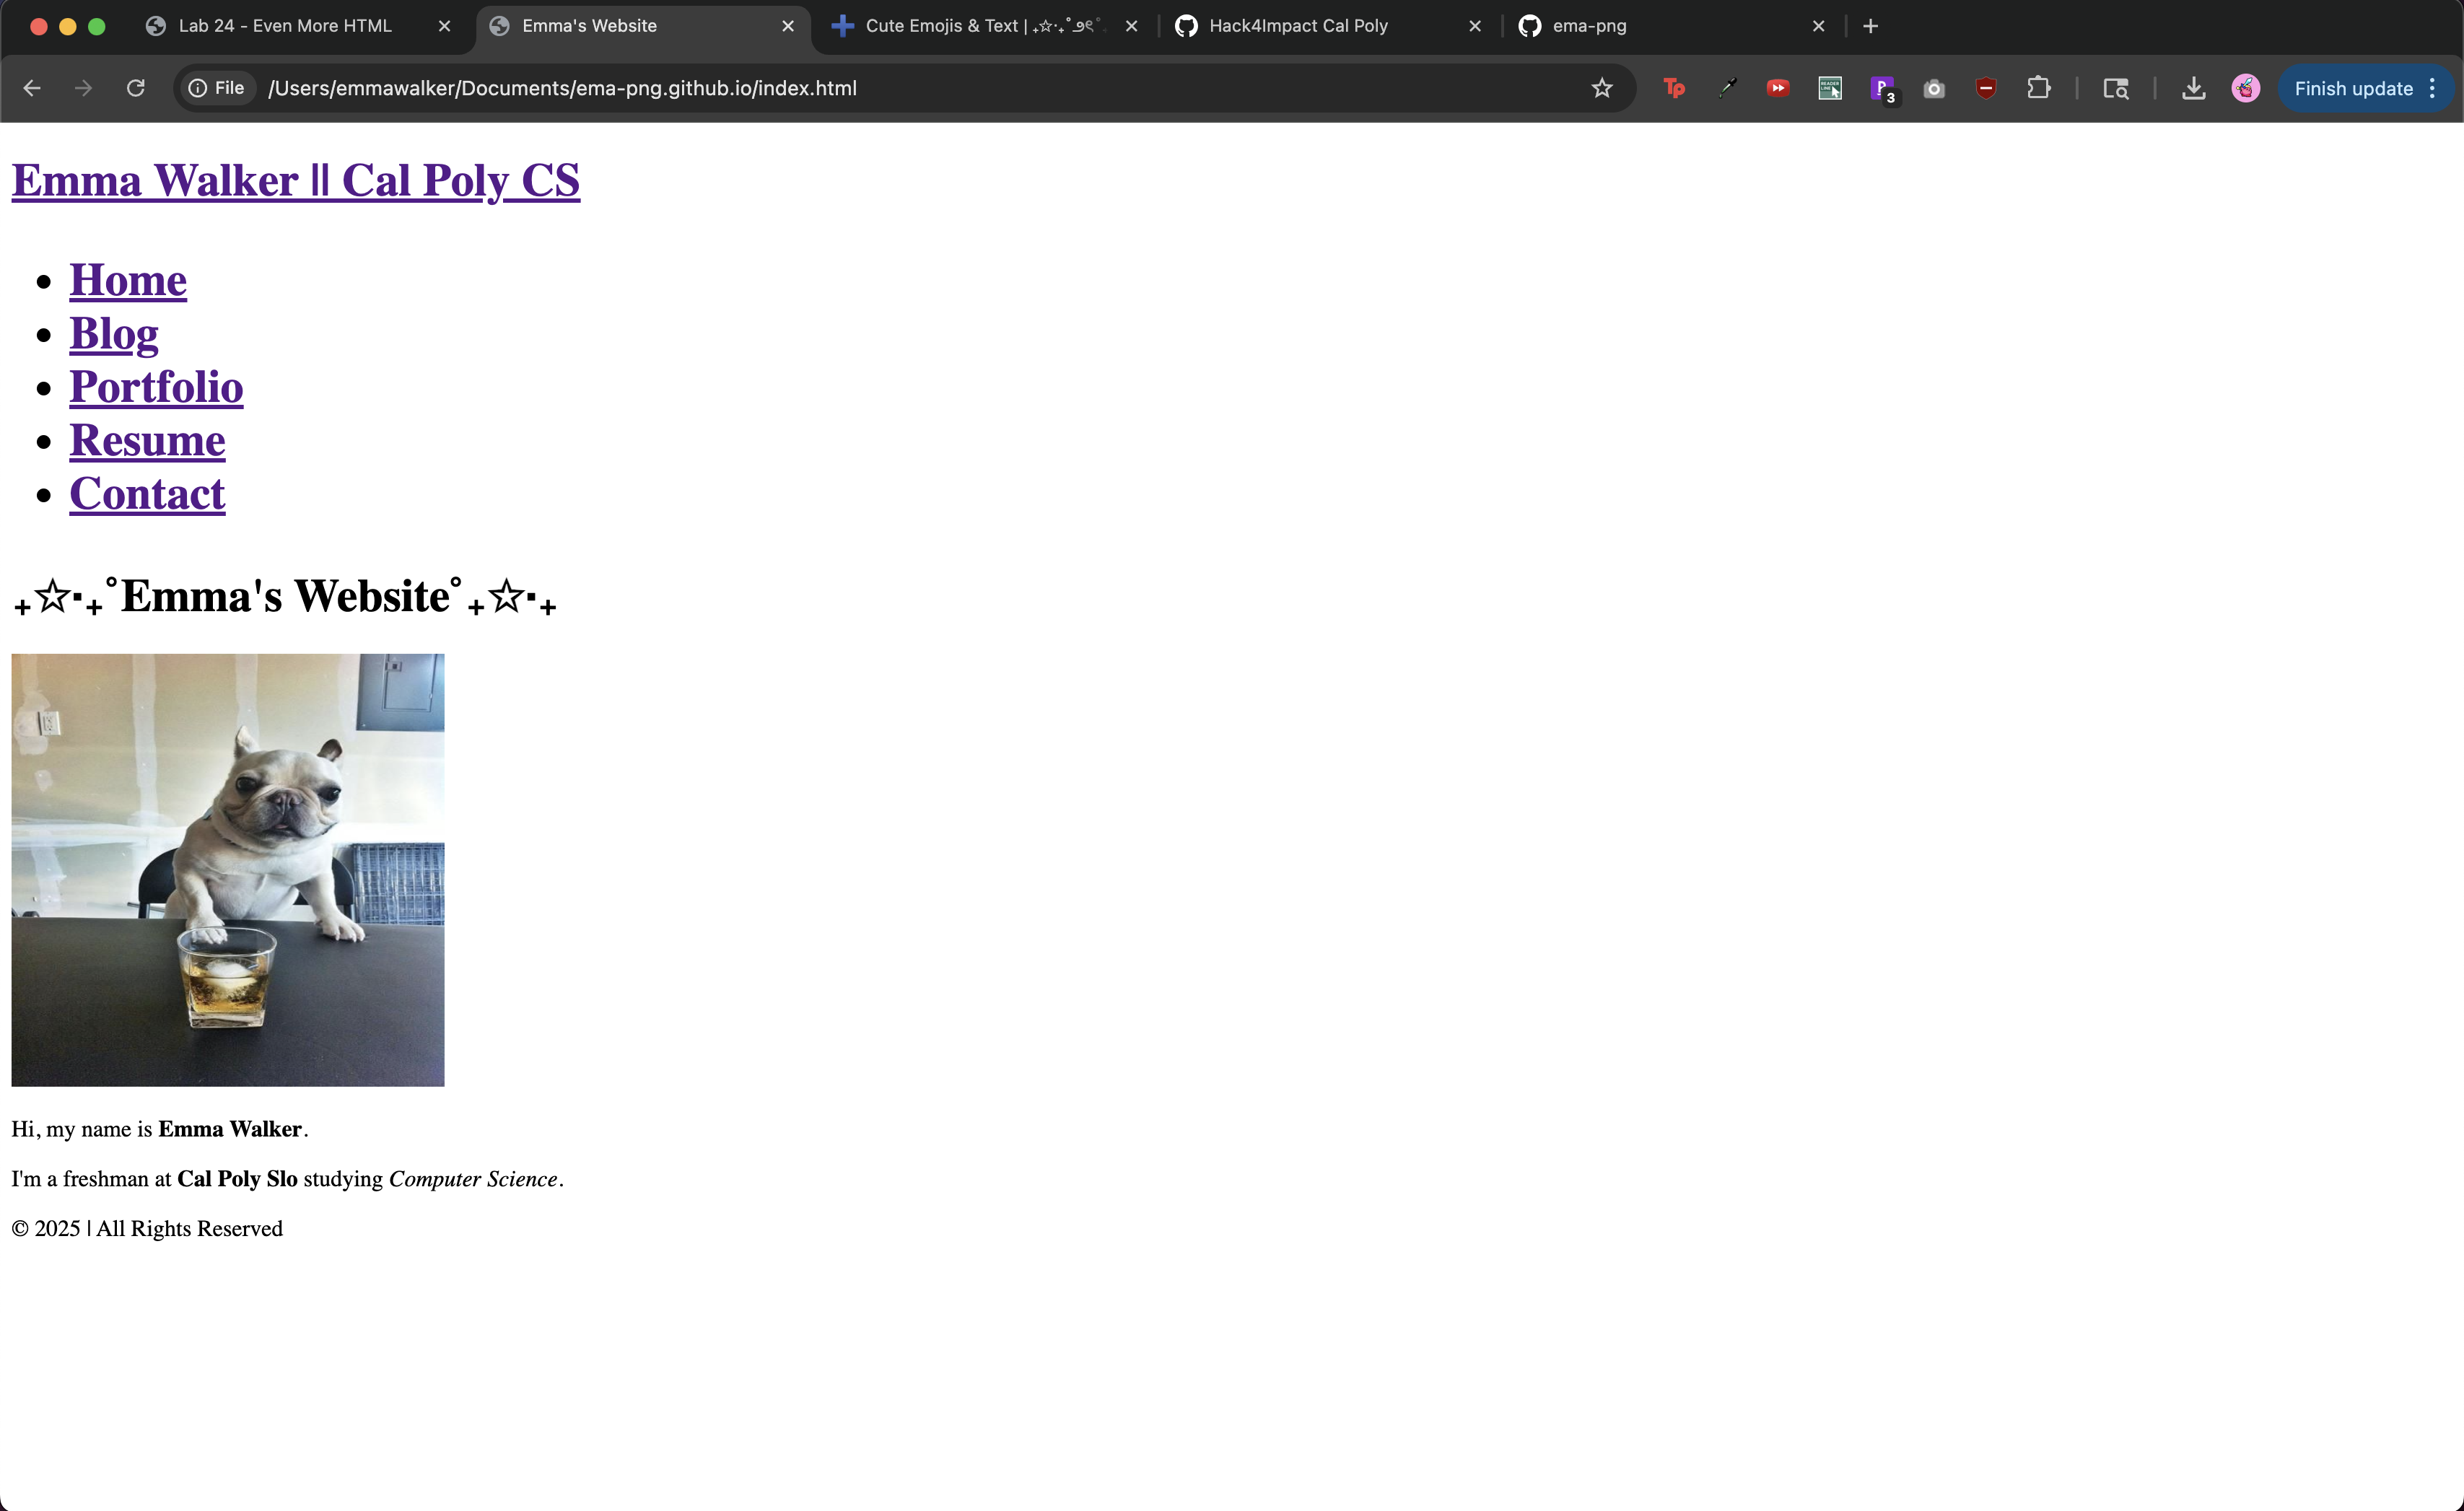 Lab 24 - Even More HTML
Emma's Website
Cute Emojis & Text | ₊☆⋅₊˚
Hack4Impact Cal Poly
ema-png
File
/Users/emmawalker/Documents/ema-png.github.io/index.html
Tp
3
Finish update
Emma Walker || Cal Poly CS
• Home
• Blog
• Portfolio
• Resume
• Contact
₊☆⋅₊˚Emma's Website˚₊☆⋅₊
Hi, my name is Emma Walker.
I'm a freshman at Cal Poly Slo studying Computer Science.
© 2025 | All Rights Reserved